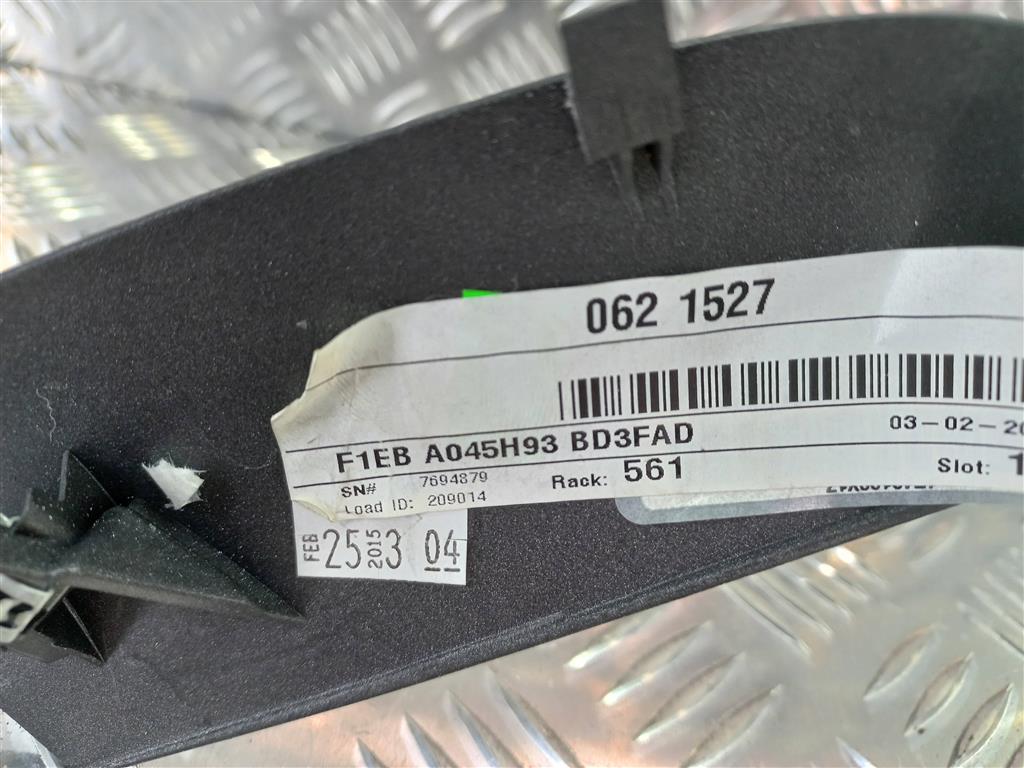 062 1527
F1EB A045H93 BD3FAD
03-02-20
SN# 7694879
Load ID: 209014
Rack: 561
Slot: 1
FEB 25 2015 3 04